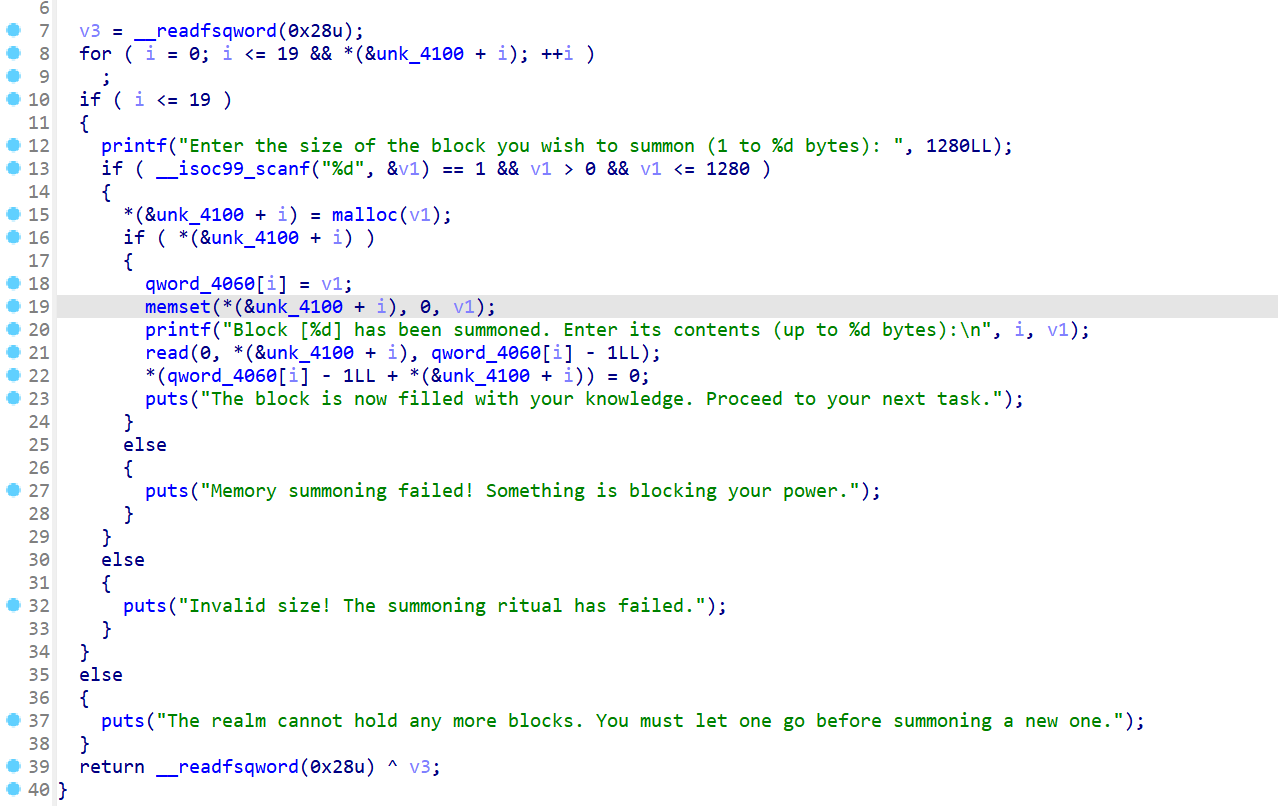 6
7 v3 = __readfsqword(0x28u);
8 for ( i = 0; i <= 19 && *(&unk_4100 + i); ++i )
9 ;
10 if ( i <= 19 )
11 {
12 printf("Enter the size of the block you wish to summon (1 to %d bytes): ", 1280LL);
13 if ( __isoc99_scanf("%d", &v1) == 1 && v1 > 0 && v1 <= 1280 )
14 {
15 *(&unk_4100 + i) = malloc(v1);
16 if ( *(&unk_4100 + i) )
17 {
18 qword_4060[i] = v1;
19 memset(*(&unk_4100 + i), 0, v1);
20 printf("Block [%d] has been summoned. Enter its contents (up to %d bytes):\n", i, v1);
21 read(0, *(&unk_4100 + i), qword_4060[i] - 1LL);
22 *(qword_4060[i] - 1LL + *(&unk_4100 + i)) = 0;
23 puts("The block is now filled with your knowledge. Proceed to your next task.");
24 }
25 else
26 {
27 puts("Memory summoning failed! Something is blocking your power.");
28 }
29 }
30 else
31 {
32 puts("Invalid size! The summoning ritual has failed.");
33 }
34 }
35 else
36 {
37 puts("The realm cannot hold any more blocks. You must let one go before summoning a new one.");
38 }
39 return __readfsqword(0x28u) ^ v3;
40 }